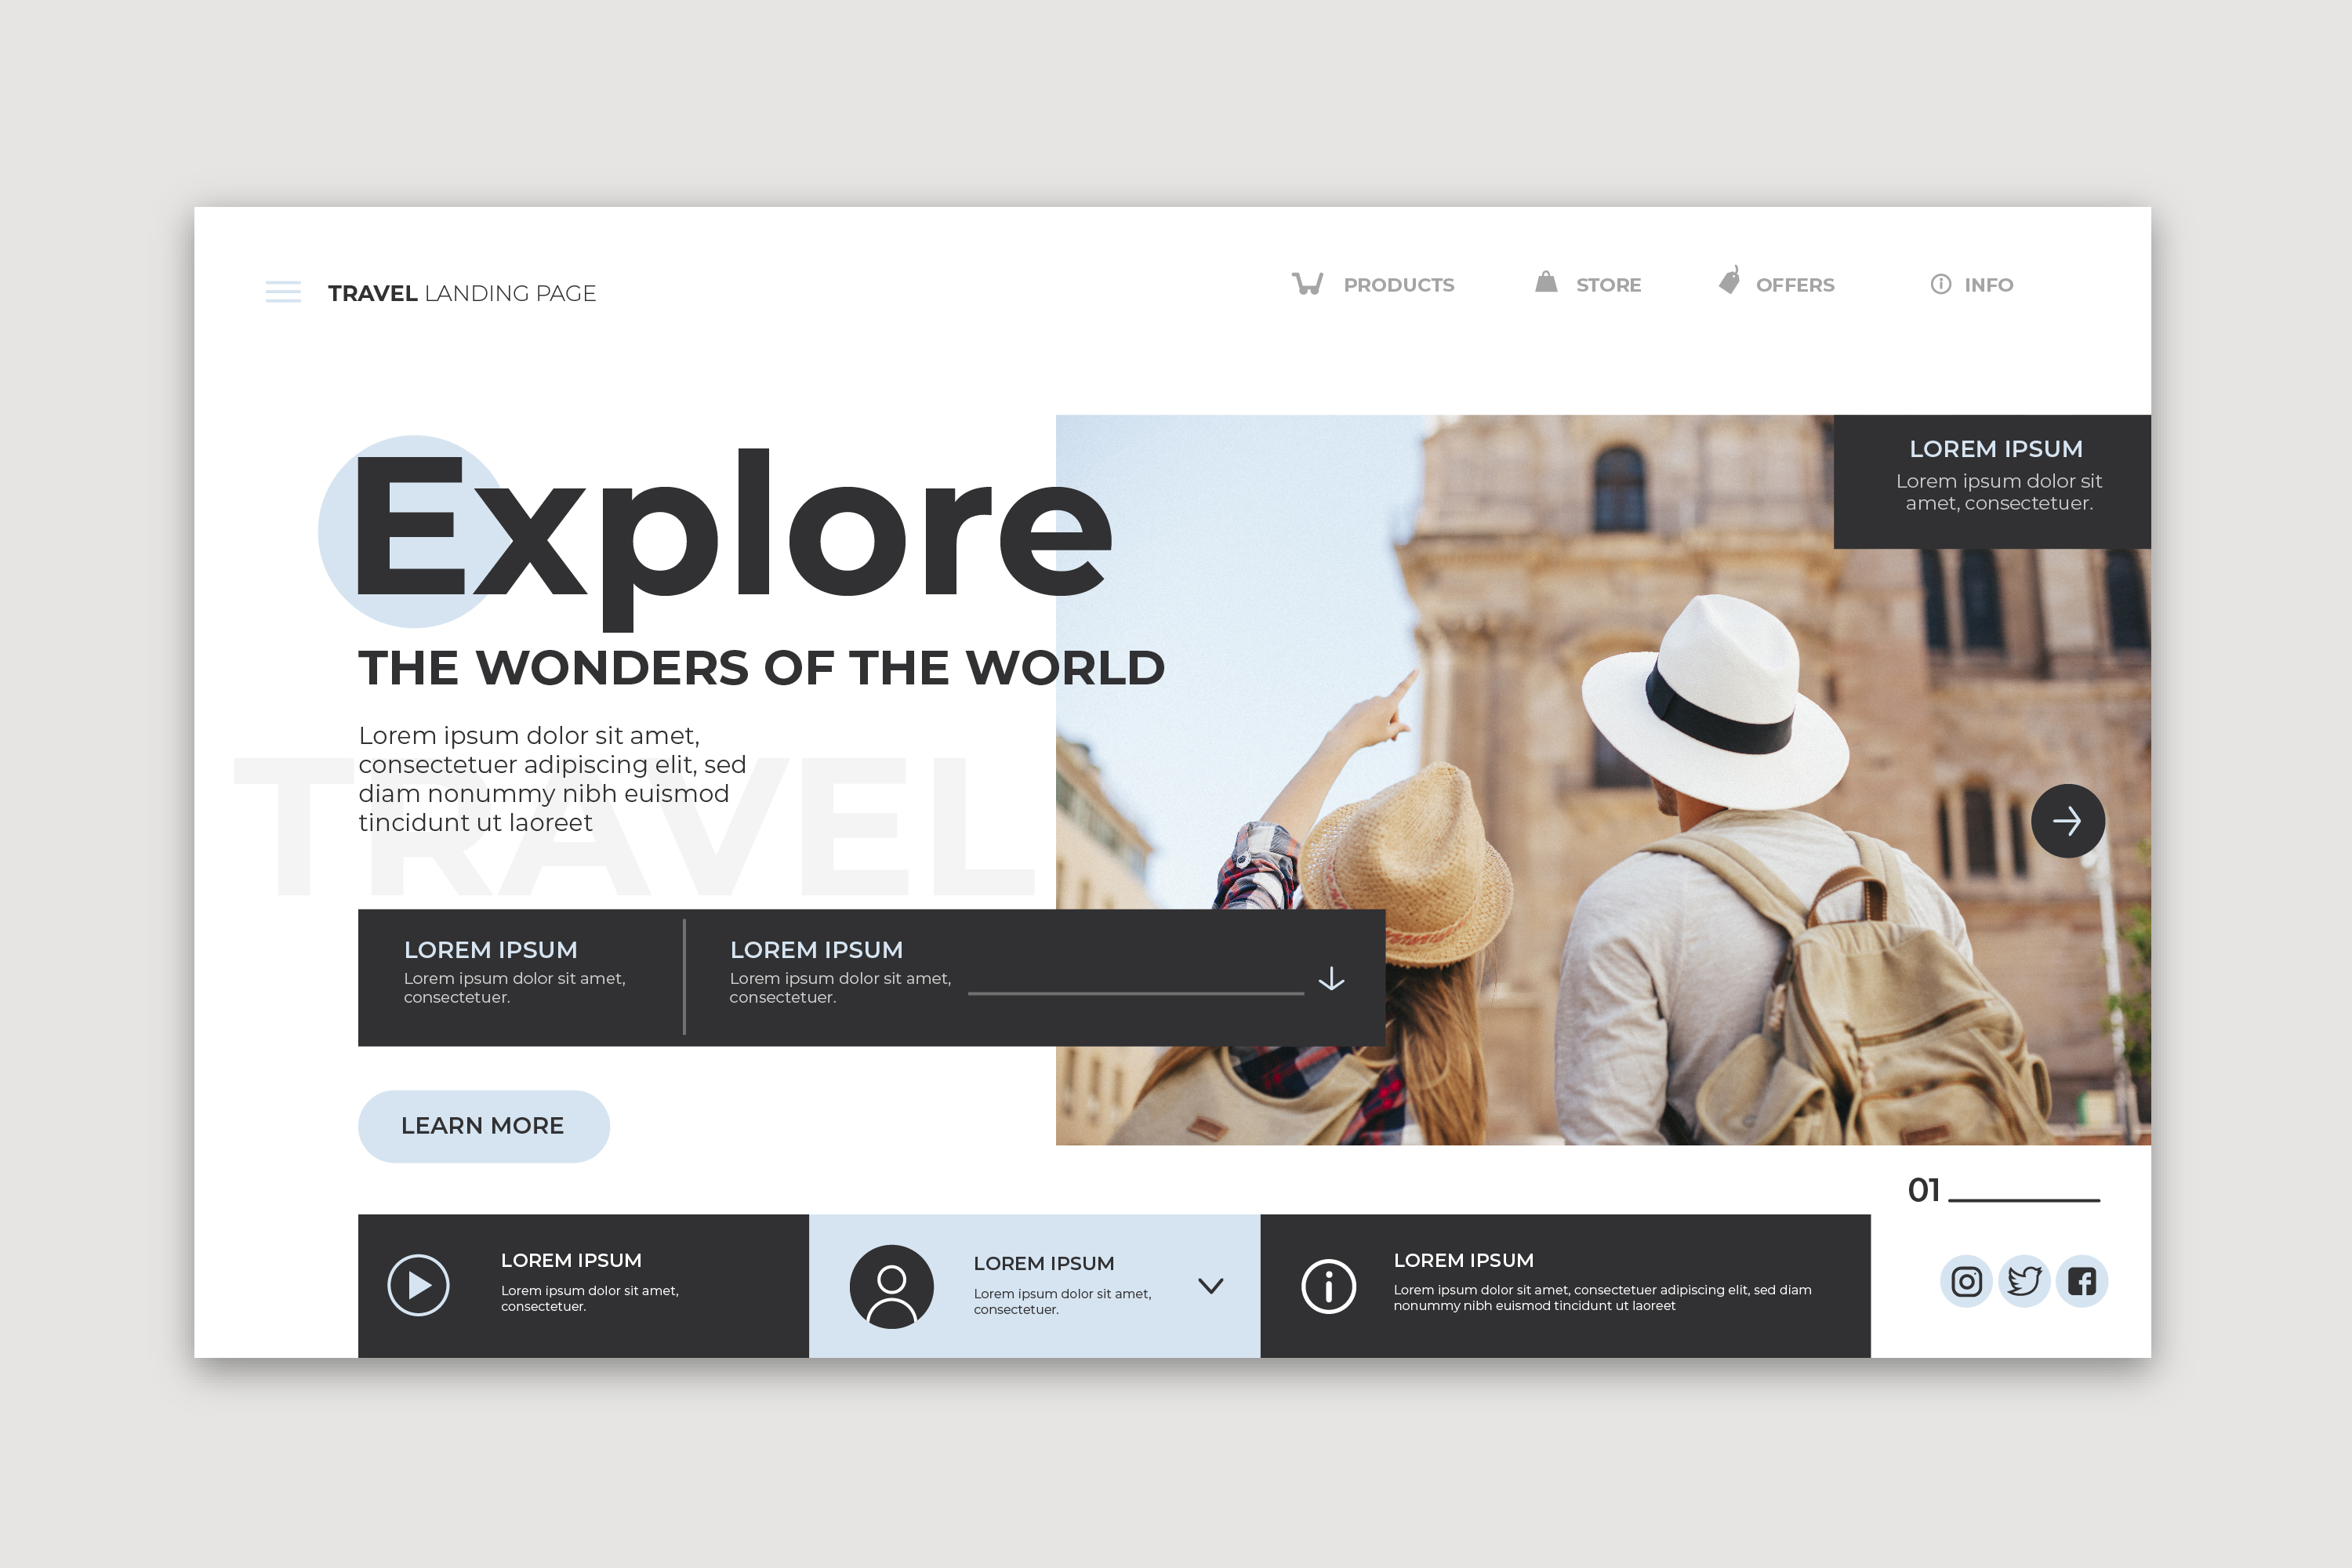 TRAVEL LANDING PAGE
PRODUCTS
STORE
OFFERS
INFO
Explore
THE WONDERS OF THE WORLD
Lorem ipsum dolor sit amet,
consectetuer adipiscing elit, sed
diam nonummy nibh euismod
tincidunt ut laoreet
TRAVEL
LOREM IPSUM
Lorem ipsum dolor sit
amet, consectetuer.
LOREM IPSUM
Lorem ipsum dolor sit amet,
consectetuer.
LOREM IPSUM
Lorem ipsum dolor sit amet,
consectetuer.
LEARN MORE
01
LOREM IPSUM
Lorem ipsum dolor sit amet,
consectetuer.
LOREM IPSUM
Lorem ipsum dolor sit amet,
consectetuer.
LOREM IPSUM
Lorem ipsum dolor sit amet, consectetuer adipiscing elit, sed diam
nonummy nibh euismod tincidunt ut laoreet